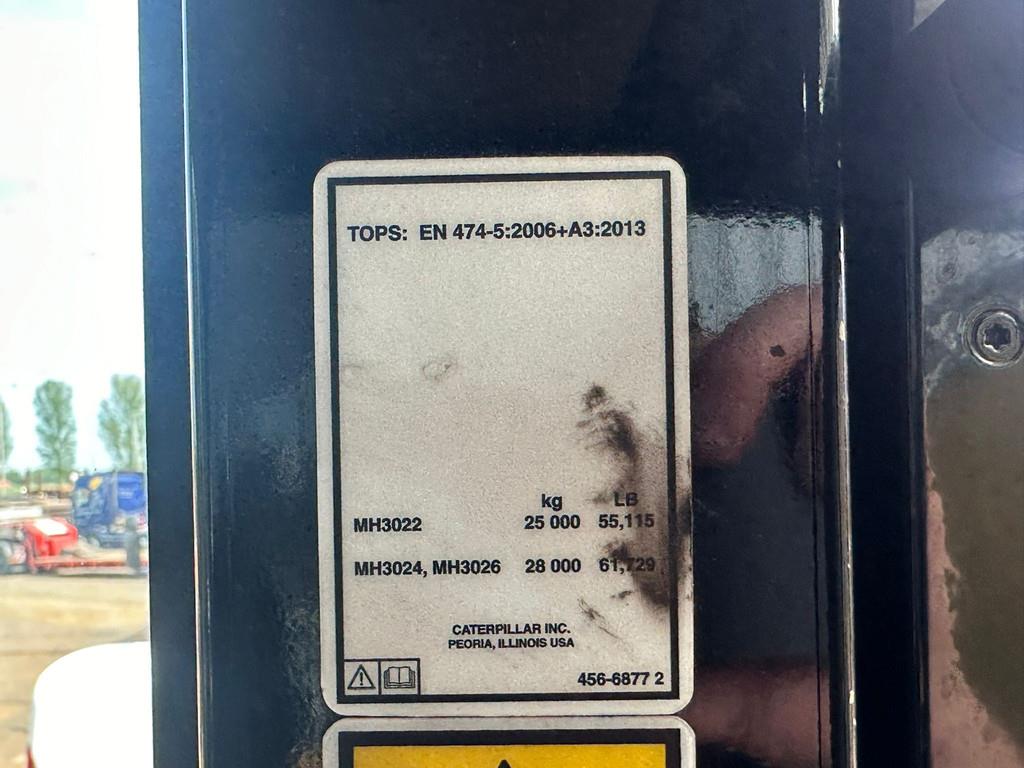 TOPS: EN 474-5:2006+A3:2013
kg LB
MH3022 25 000 55,115
MH3024, MH3026 28 000 61,729
CATERPILLAR INC.
PEORIA, ILLINOIS USA
456-6877 2